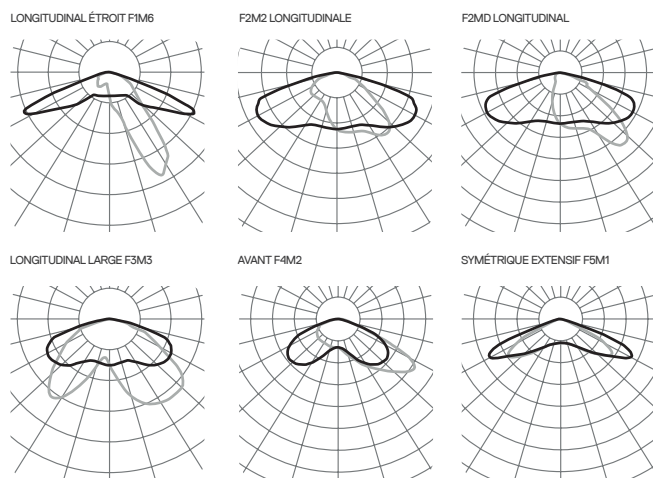 LONGITUDINAL ÉTROIT F1M6
F2M2 LONGITUDINALE
F2MD LONGITUDINAL
LONGITUDINAL LARGE F3M3
AVANT F4M2
SYMÉTRIQUE EXTENSIF F5M1